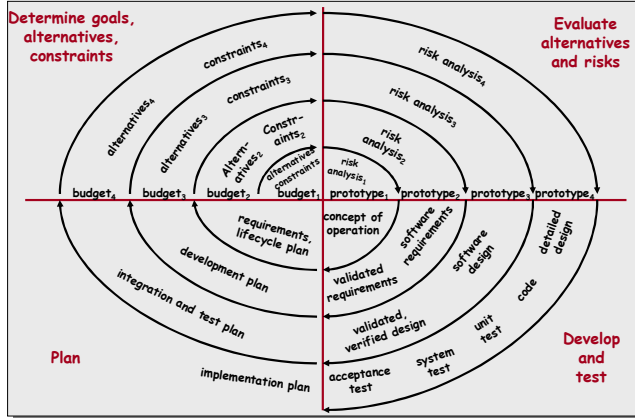 Determine goals,
alternatives,
constraints
Evaluate
alternatives
and risks
constraints₄
constraints₃
Constr-
aints₂
alternatives
constraints
alternatives₄
alternatives₃
Altern-
atives₂
risk analysis₄
risk analysis₃
risk
analysis₂
risk
analysis₁
budget₄
budget₃
budget₂
budget₁
prototype₁
prototype₂
prototype₃
prototype₄
requirements,
lifecycle plan
development plan
integration and test plan
implementation plan
concept of
operation
software
requirements
software
design
detailed
design
validated
requirements
validated,
verified design
code
unit
test
system
test
acceptance
test
Plan
Develop
and
test